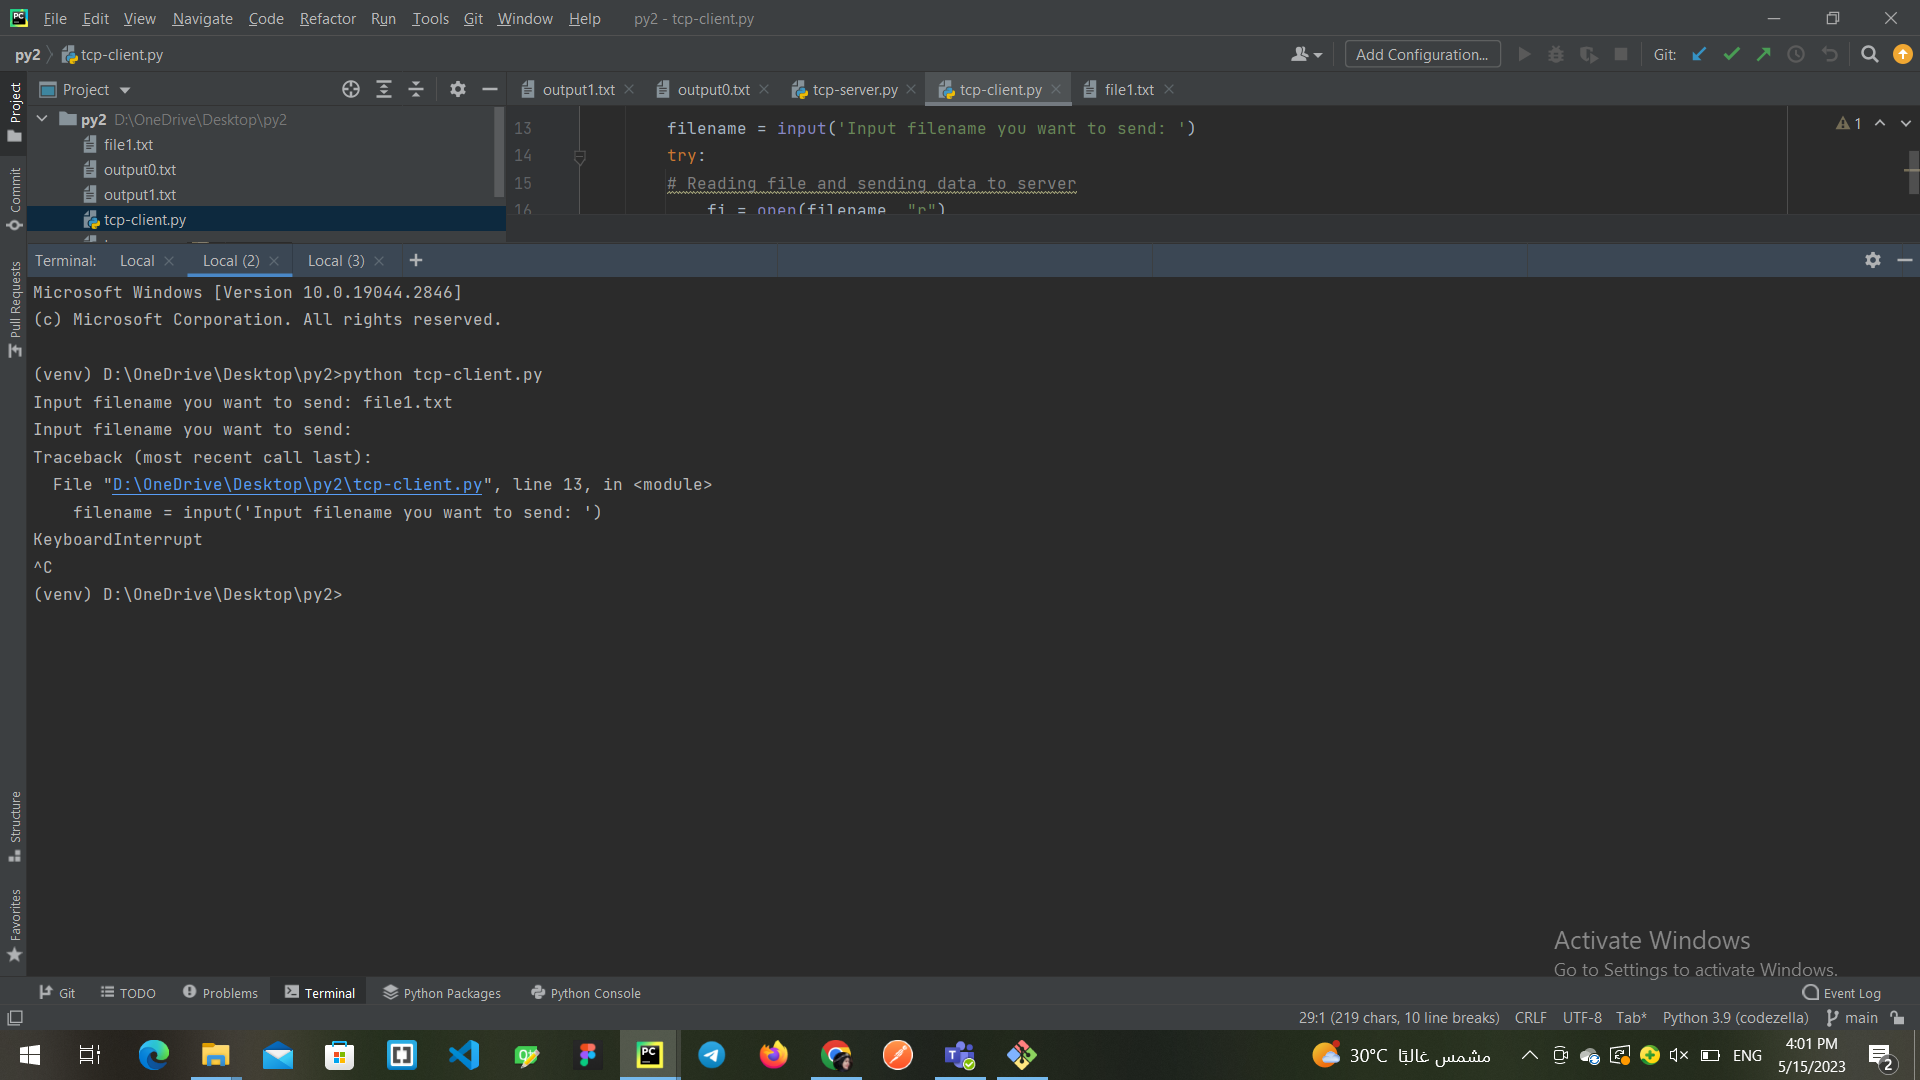 File Edit View Navigate Code Refactor Run Tools Git Window Help py2 - tcp-client.py
py2 tcp-client.py Add Configuration... Git:
Project output1.txt output0.txt tcp-server.py tcp-client.py file1.txt
py2 D:\OneDrive\Desktop\py2
file1.txt
output0.txt
output1.txt
tcp-client.py
13 filename = input('Input filename you want to send: ')
14 try:
15 # Reading file and sending data to server
16 fi = open(filename, "r")
1
Project
Commit
Pull Requests
Structure
Favorites
Terminal: Local Local (2) Local (3)
Microsoft Windows [Version 10.0.19044.2846]
(c) Microsoft Corporation. All rights reserved.
(venv) D:\OneDrive\Desktop\py2>python tcp-client.py
Input filename you want to send: file1.txt
Input filename you want to send:
Traceback (most recent call last):
File "D:\OneDrive\Desktop\py2\tcp-client.py", line 13, in <module>
filename = input('Input filename you want to send: ')
KeyboardInterrupt
^C
(venv) D:\OneDrive\Desktop\py2>
Activate Windows
Go to Settings to activate Windows.
Git TODO Problems Terminal Python Packages Python Console Event Log
29:1 (219 chars, 10 line breaks) CRLF UTF-8 Tab* Python 3.9 (codezella) main
30°C مشمس غالبًا ENG 4:01 PM
5/15/2023
2